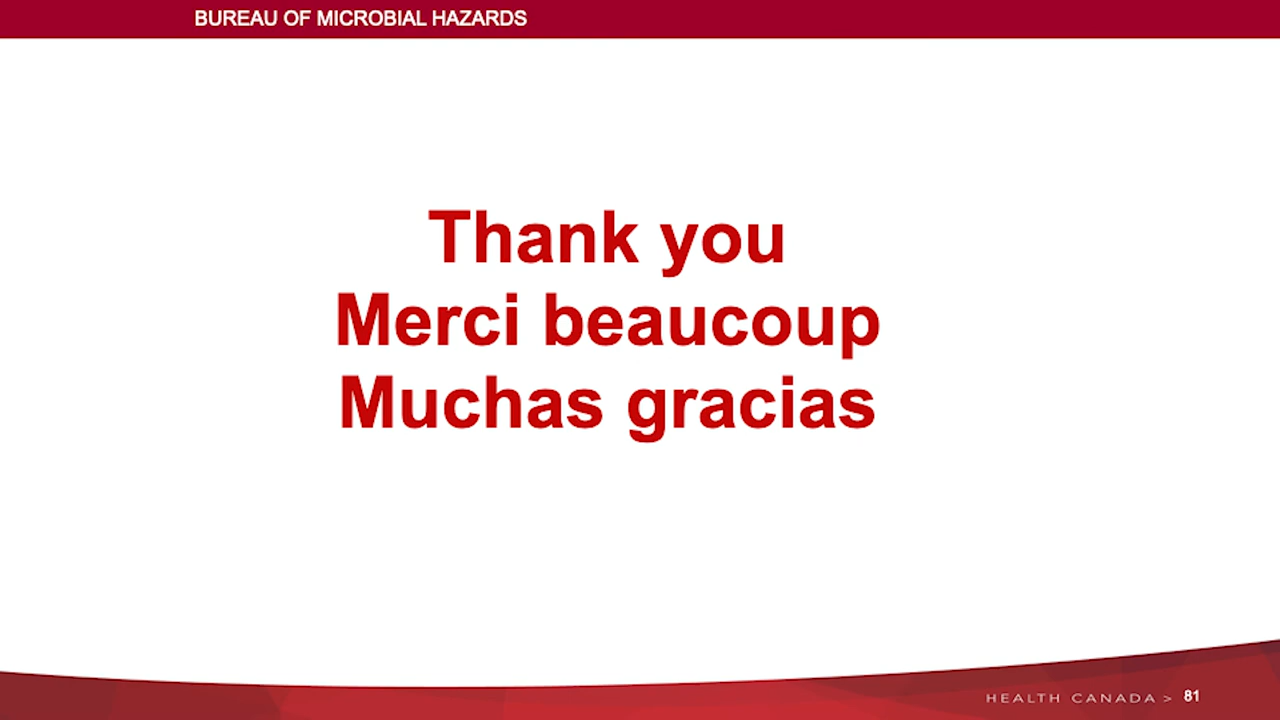 BUREAU OF MICROBIAL HAZARDS
Thank you
Merci beaucoup
Muchas gracias
HEALTH CANADA > 81